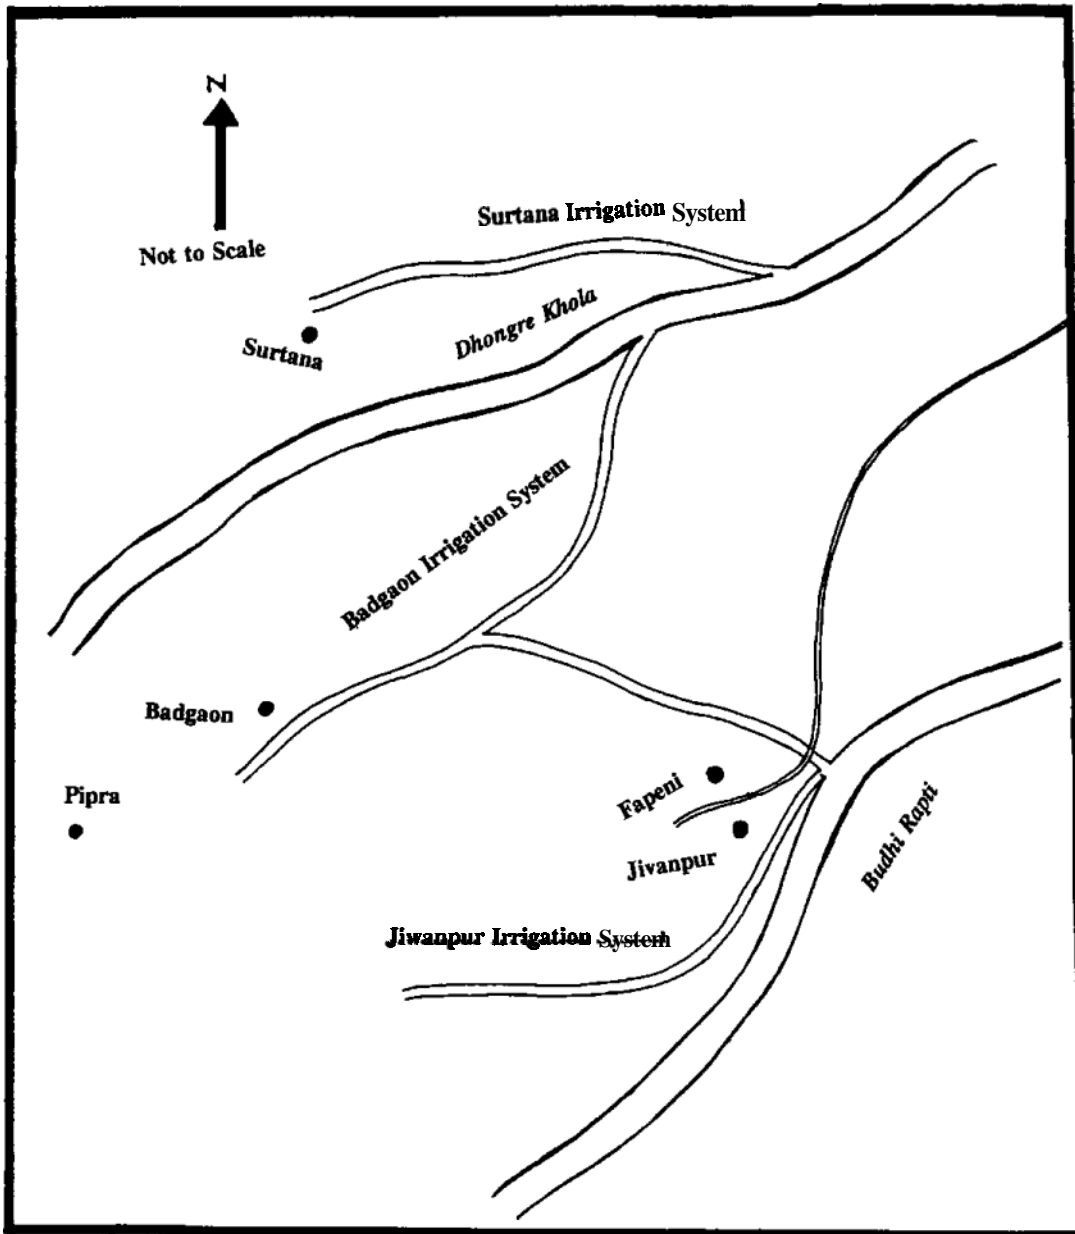 N
Not to Scale
Surtana Irrigation System
Dhongre Khola
Surtana
Badgaon Irrigation System
Badgaon
Pipra
Fapeni
Jivanpur
Budhi Rapti
Jiwanpur Irrigation System